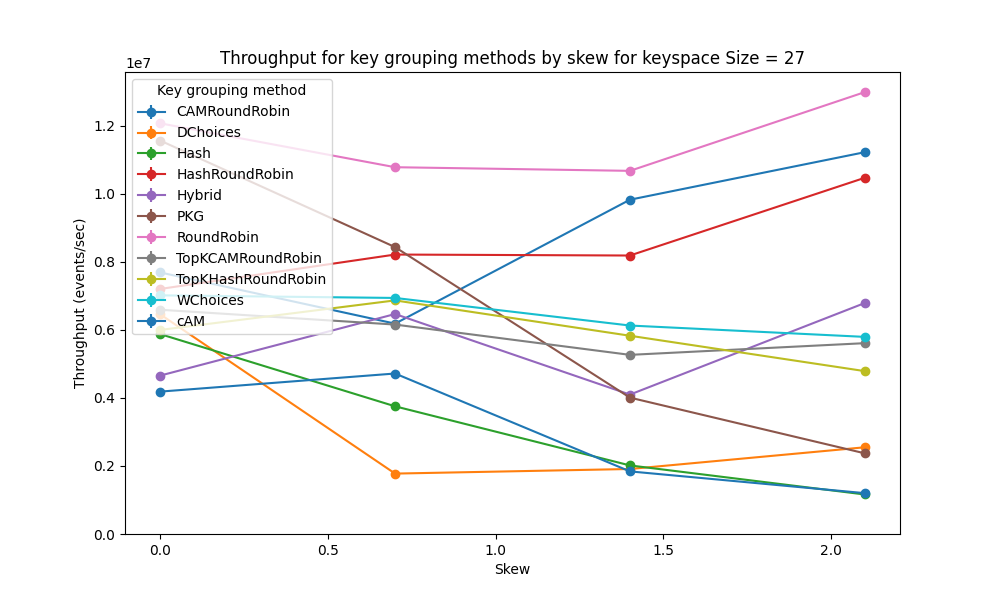 Throughput for key grouping methods by skew for keyspace Size = 27
1e7
Key grouping method
CAMRoundRobin
DChoices
Hash
HashRoundRobin
Hybrid
PKG
RoundRobin
TopKCAMRoundRobin
TopKHashRoundRobin
WChoices
cAM
Throughput (events/sec)
1.2
1.0
0.8
0.6
0.4
0.2
0.0
0.0
0.5
1.0
1.5
2.0
Skew